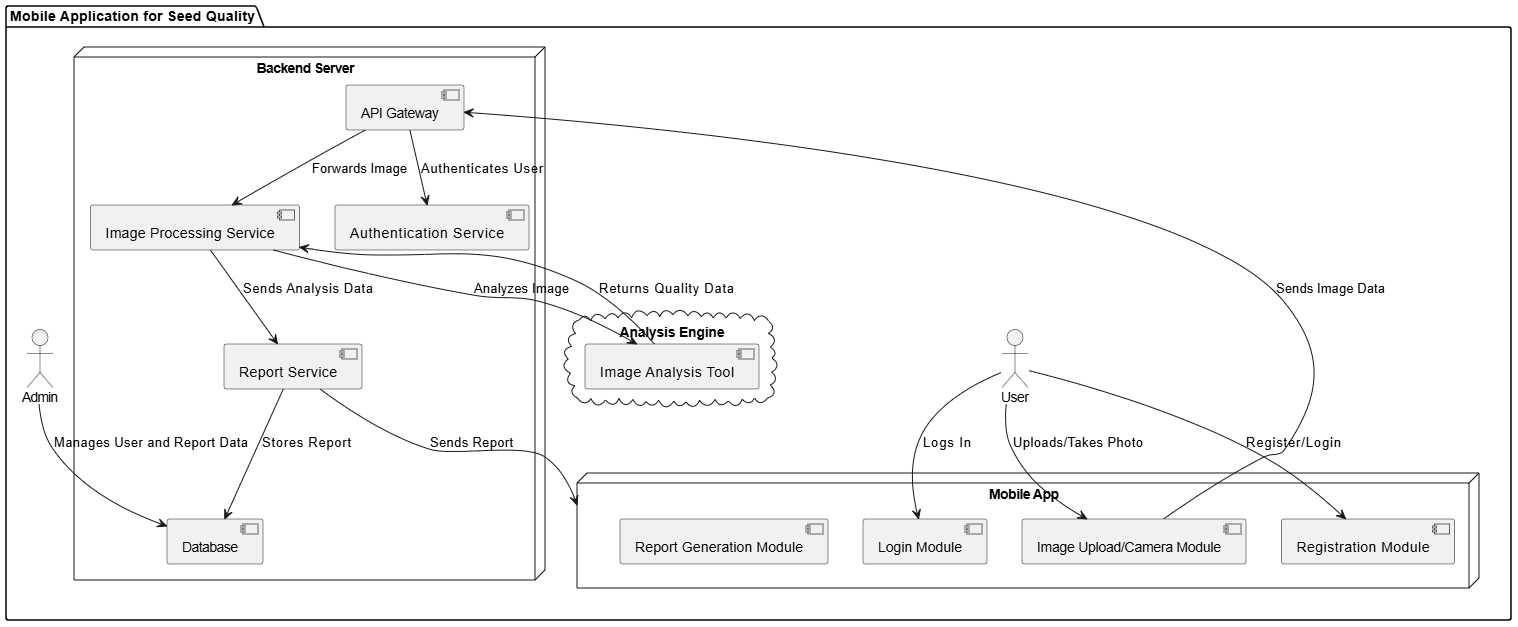 Mobile Application for Seed Quality
Backend Server
API Gateway
Forwards Image
Authenticates User
Image Processing Service
Authentication Service
Sends Analysis Data
Analyzes Image
Returns Quality Data
Sends Image Data
Analysis Engine
Image Analysis Tool
Report Service
Admin
User
Manages User and Report Data
Stores Report
Sends Report
Logs In
Uploads/Takes Photo
Register/Login
Mobile App
Database
Report Generation Module
Login Module
Image Upload/Camera Module
Registration Module